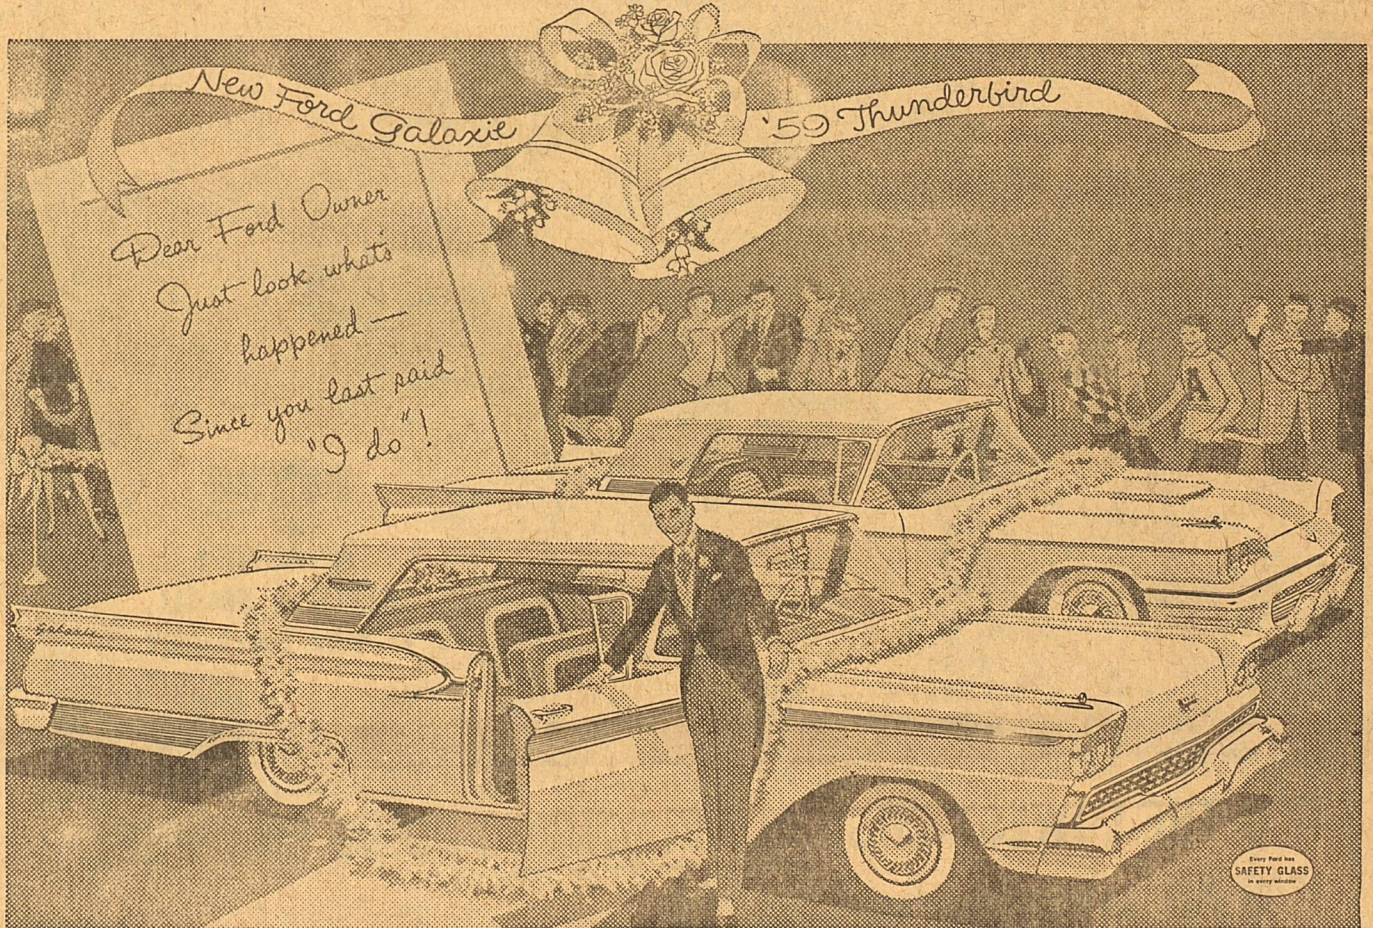 New Ford Galaxie
'59 Thunderbird
Dear Ford Owner
Just look what's
happened —
Since you last said
"I do"!
Galaxie
Every Ford has
SAFETY GLASS
in every window